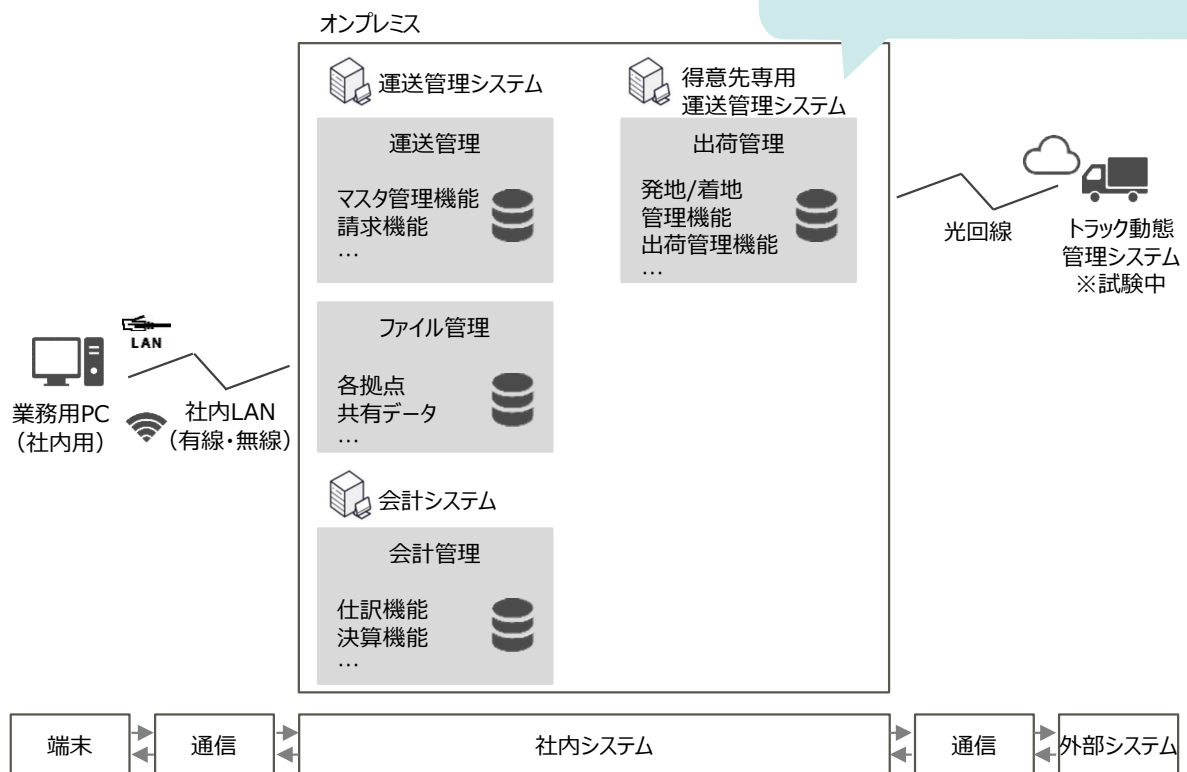 オンプレミス
運送管理システム
得意先専用
運送管理システム
運送管理
マスタ管理機能
請求機能
…
出荷管理
発地/着地
管理機能
出荷管理機能
…
光回線
トラック動態
管理システム
※試験中
ファイル管理
各拠点
共有データ
…
LAN
業務用PC
（社内用）
社内LAN
（有線・無線）
会計システム
会計管理
仕訳機能
決算機能
…
端末
通信
社内システム
通信
外部システム